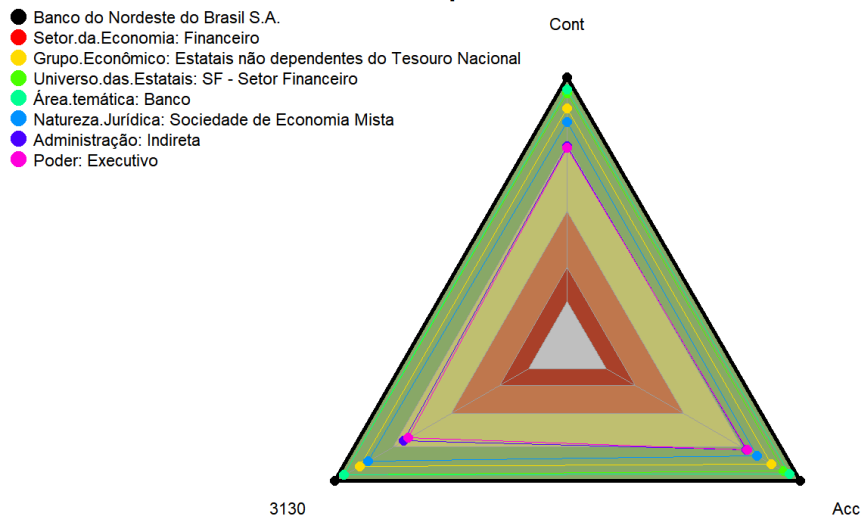 Banco do Nordeste do Brasil S.A.
Setor.da.Economia: Financeiro
Grupo.Econômico: Estatais não dependentes do Tesouro Nacional
Universo.das.Estatais: SF - Setor Financeiro
Área.temática: Banco
Natureza.Jurídica: Sociedade de Economia Mista
Administração: Indireta
Poder: Executivo
Cont
3130
Acc